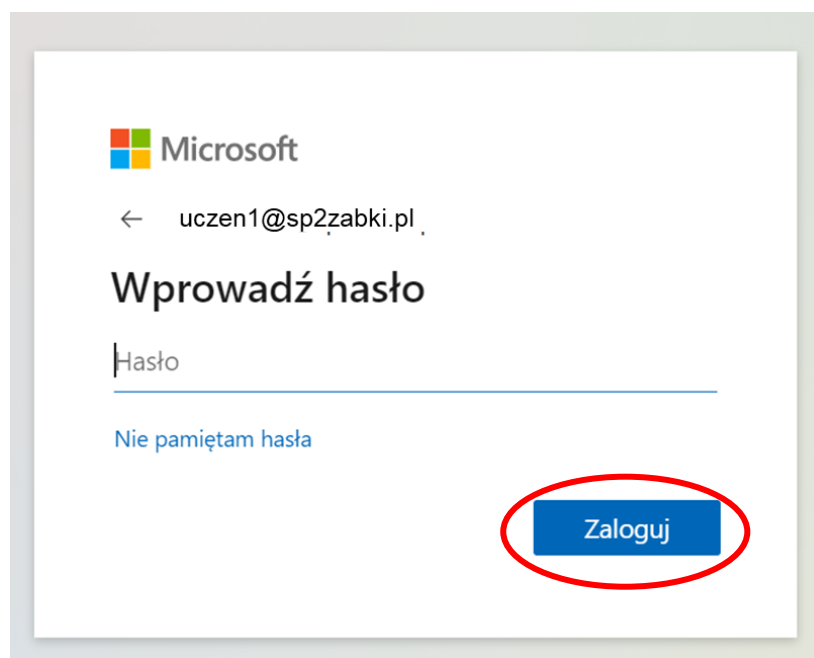 Microsoft
← uczen1@sp2zabki.pl
Wprowadź hasło
Hasło
Nie pamiętam hasła
Zaloguj